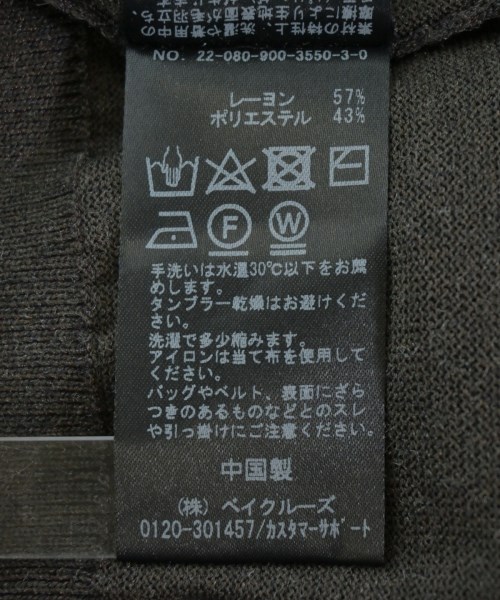 NO. 22-080-900-3550-3-0
レーヨン 57%
ポリエステル 43%
F W
手洗いは水温30℃以下をお薦
めします。
タンブラー乾燥はお避けくだ
さい。
洗濯で多少縮みます。
アイロンは当て布を使用して
ください。
バッグやベルト、表面にざら
つきのあるものなどとのスレ
や引っ掛けにご注意ください。
中国製
(株) ベイクルーズ
0120-301457/ｶｽﾀﾏｰｻﾎﾟｰﾄ